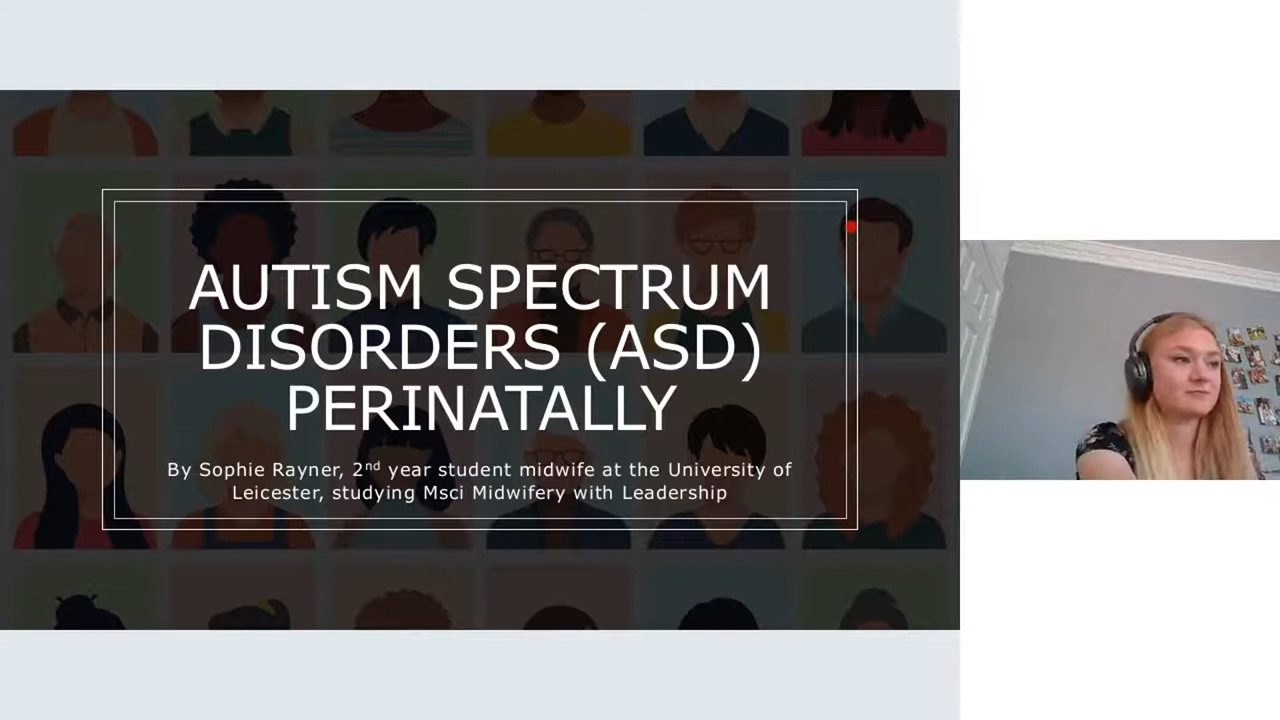 AUTISM SPECTRUM
DISORDERS (ASD)
PERINATALLY
By Sophie Rayner, 2nd year student midwife at the University of
Leicester, studying Msci Midwifery with Leadership